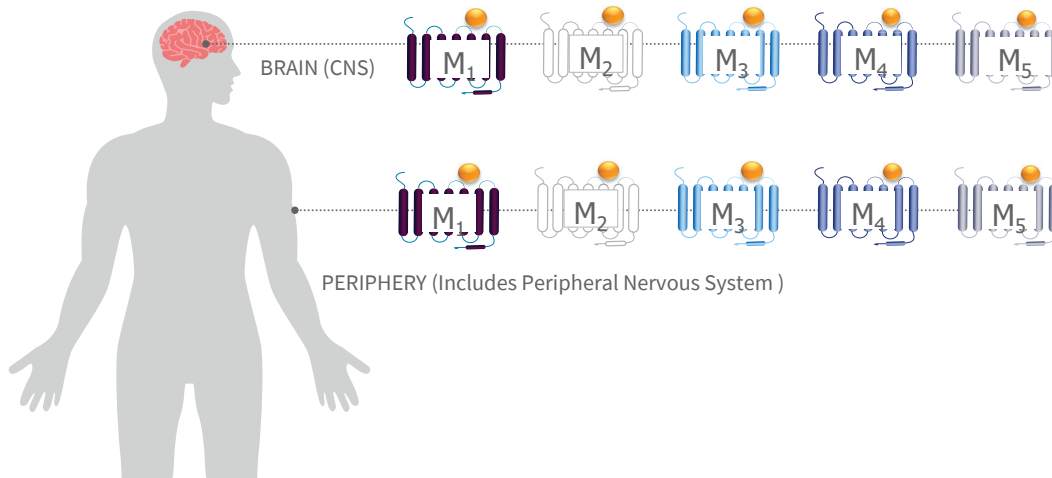 M₁ M₂ M₃ M₄ M₅
BRAIN (CNS)
M₁ M₂ M₃ M₄ M₅
PERIPHERY (Includes Peripheral Nervous System )